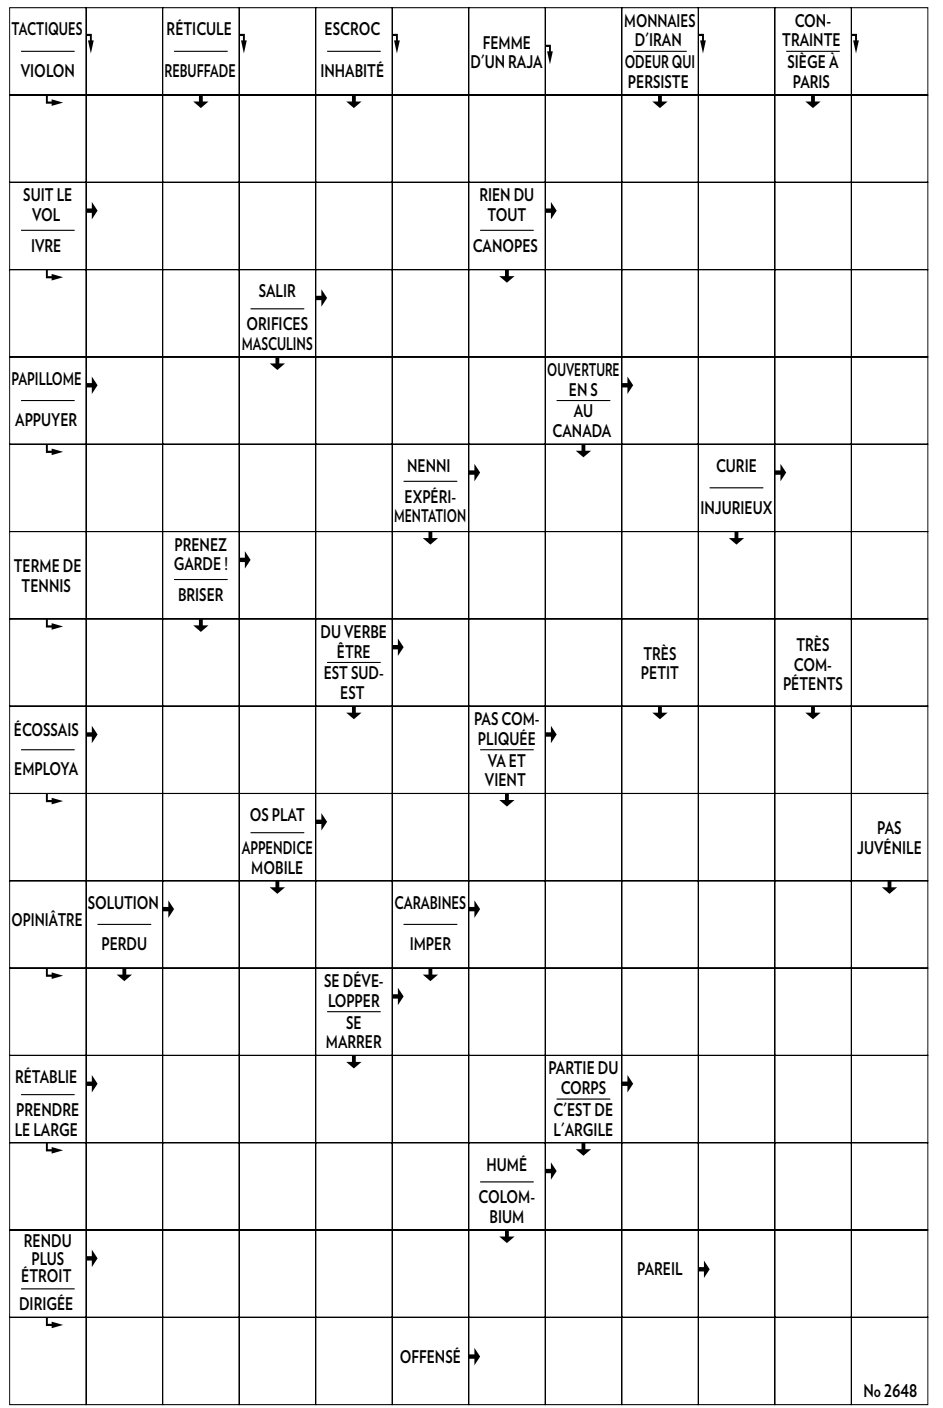 TACTIQUES
VIOLON
RÉTICULE
REBUFFADE
ESCROC
INHABITÉ
FEMME
D'UN RAJA
MONNAIES
D'IRAN
ODEUR QUI
PERSISTE
CON-
TRAINTE
SIÈGE À
PARIS
SUIT LE
VOL
IVRE
RIEN DU
TOUT
CANOPES
SALIR
ORIFICES
MASCULINS
PAPILLOME
APPUYER
OUVERTURE
EN S
AU
CANADA
NENNI
EXPÉRI-
MENTATION
CURIE
INJURIEUX
TERME DE
TENNIS
PRENEZ
GARDE !
BRISER
DU VERBE
ÊTRE
EST SUD-
EST
TRÈS
PETIT
TRÈS
COM-
PÉTENTS
ÉCOSSAIS
EMPLOYA
PAS COM-
PLIQUÉE
VA ET
VIENT
OS PLAT
APPENDICE
MOBILE
PAS
JUVÉNILE
OPINIÂTRE
SOLUTION
PERDU
CARABINES
IMPER
SE DÉVE-
LOPPER
SE
MARRER
RÉTABLIE
PRENDRE
LE LARGE
PARTIE DU
CORPS
C'EST DE
L'ARGILE
HUMÉ
COLOM-
BIUM
RENDU
PLUS
ÉTROIT
DIRIGÉE
PAREIL
OFFENSÉ
No 2648